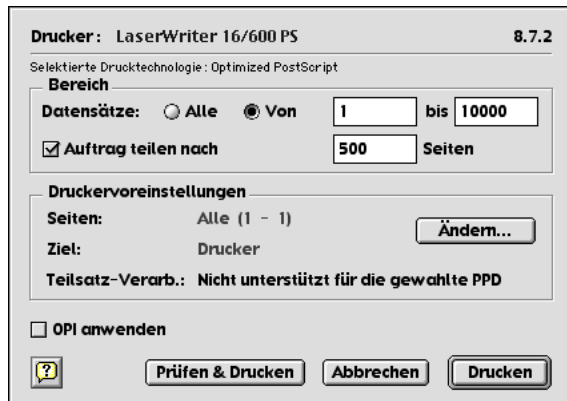 Drucker: LaserWriter 16/600 PS 8.7.2
Selektierte Drucktechnologie: Optimized PostScript
Bereich
Datensätze: Alle Von 1 bis 10000
Auftrag teilen nach 500 Seiten
Druckervoreinstellungen
Seiten: Alle (1 - 1)
Ändern...
Ziel: Drucker
Teilsatz-Verarb.: Nicht unterstützt für die gewahlte PPD
OPI anwenden
? Prüfen & Drucken Abbrechen Drucken